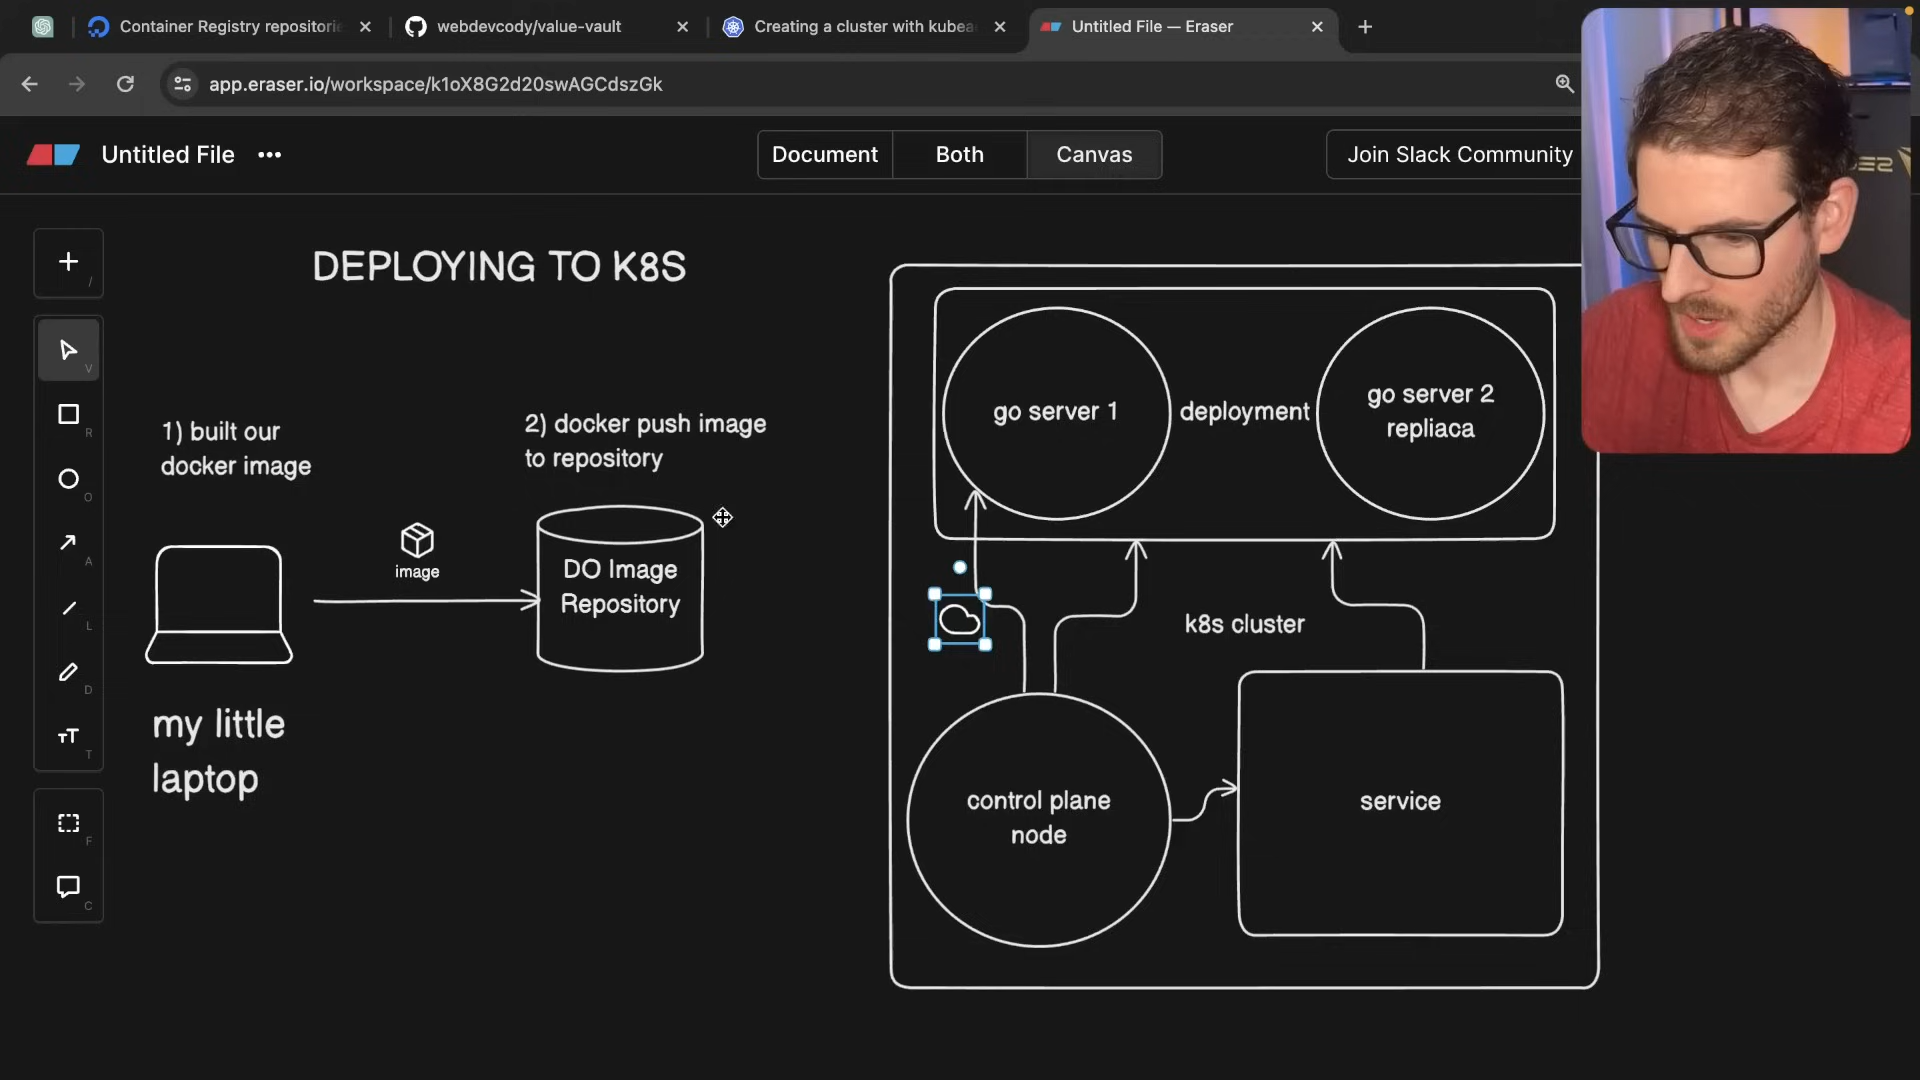 Container Registry repositorie
webdevcody/value-vault
Creating a cluster with kubea
Untitled File — Eraser
app.eraser.io/workspace/k1oX8G2d20swAGCdszGk
Untitled File
Document
Both
Canvas
Join Slack Community
/
V
R
O
A
L
D
T
F
C
DEPLOYING TO K8S
1) built our
docker image
2) docker push image
to repository
image
DO Image
Repository
my little
laptop
go server 1
deployment
go server 2
repliaca
k8s cluster
control plane
node
service